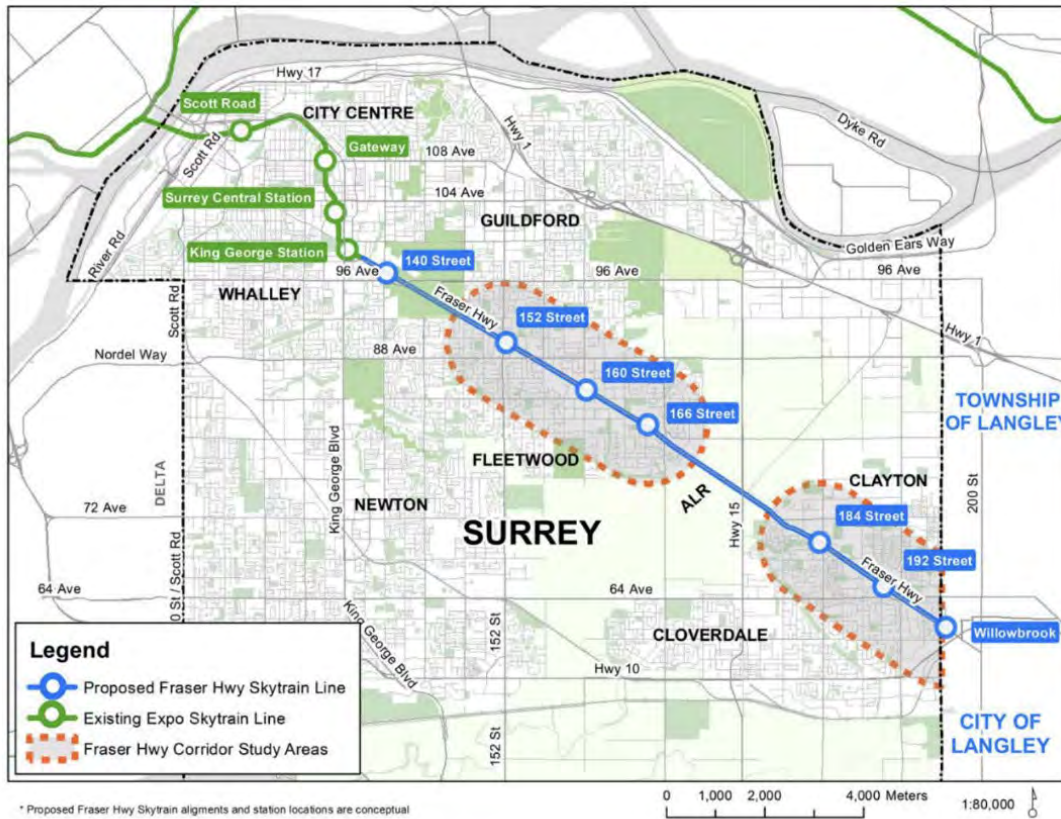 Hwy 17
Scott Road
CITY CENTRE
Hwy 1
Dyke Rd
Scott Rd
Gateway
108 Ave
104 Ave
Surrey Central Station
GUILDFORD
River Rd
King George Station
96 Ave
140 Street
96 Ave
Golden Ears Way
96 Ave
WHALLEY
Scott Rd
Fraser Hwy
152 Street
Hwy 1
Nordel Way
88 Ave
160 Street
166 Street
TOWNSHIP
OF LANGLEY
FLEETWOOD
DELTA
King George Blvd
NEWTON
ALR
CLAYTON
200 St
72 Ave
SURREY
Hwy 15
184 Street
192 Street
Fraser Hwy
0 St / Scott Rd
64 Ave
64 Ave
King George Blvd
152 St
CLOVERDALE
Willowbrook
Hwy 10
Legend
Proposed Fraser Hwy Skytrain Line
Existing Expo Skytrain Line
Fraser Hwy Corridor Study Areas
152 St
CITY OF
LANGLEY
* Proposed Fraser Hwy Skytrain aligments and station locations are conceptual
0 1,000 2,000 4,000 Meters
1:80,000